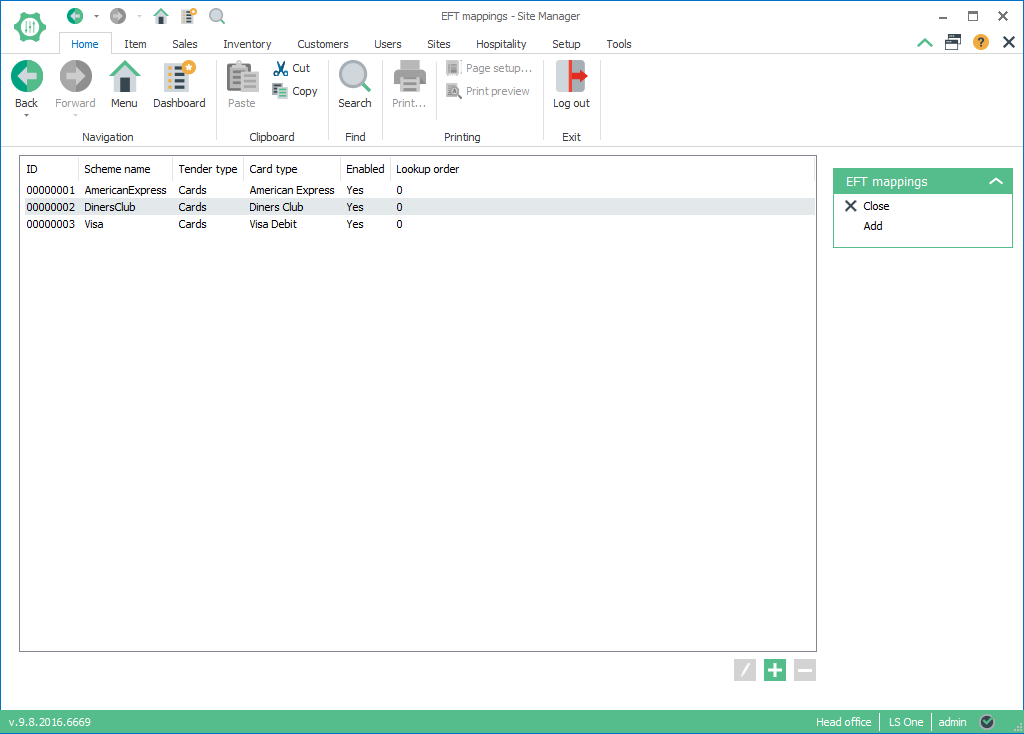 EFT mappings - Site Manager
Home Item Sales Inventory Customers Users Sites Hospitality Setup Tools
Back Forward Menu Dashboard Paste Cut Copy Search Print... Page setup... Print preview Log out
Navigation Clipboard Find Printing Exit
ID Scheme name Tender type Card type Enabled Lookup order
00000001 AmericanExpress Cards American Express Yes 0
00000002 DinersClub Cards Diners Club Yes 0
00000003 Visa Cards Visa Debit Yes 0
EFT mappings
Close
Add
v.9.8.2016.6669 Head office LS One admin